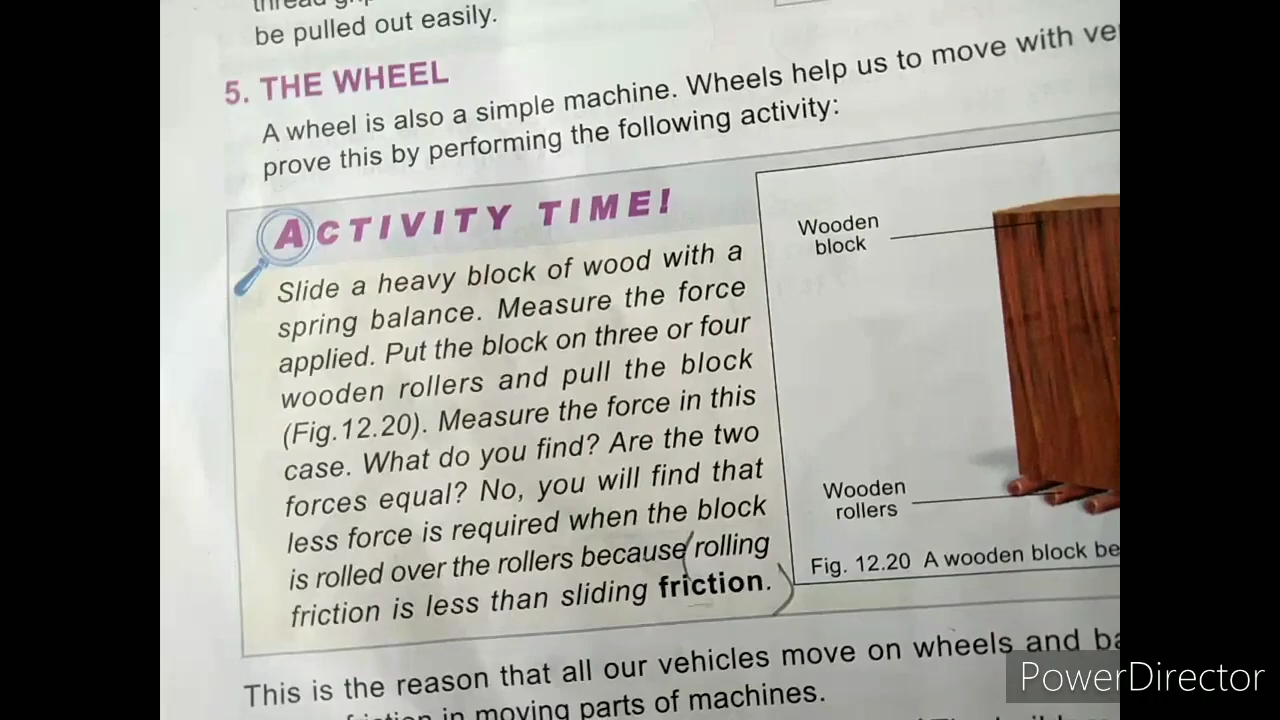 be pulled out easily.
5. THE WHEEL
A wheel is also a simple machine. Wheels help us to move with
prove this by performing the following activity:
ACTIVITY TIME!
Slide a heavy block of wood with a
spring balance. Measure the force
applied. Put the block on three or four
wooden rollers and pull the block
(Fig.12.20). Measure the force in this
case. What do you find? Are the two
forces equal? No, you will find that
less force is required when the block
is rolled over the rollers because rolling
friction is less than sliding friction.
Wooden
block
Wooden
rollers
Fig. 12.20 A wooden block
This is the reason that all our vehicles move on wheels and
in moving parts of machines.
PowerDirector